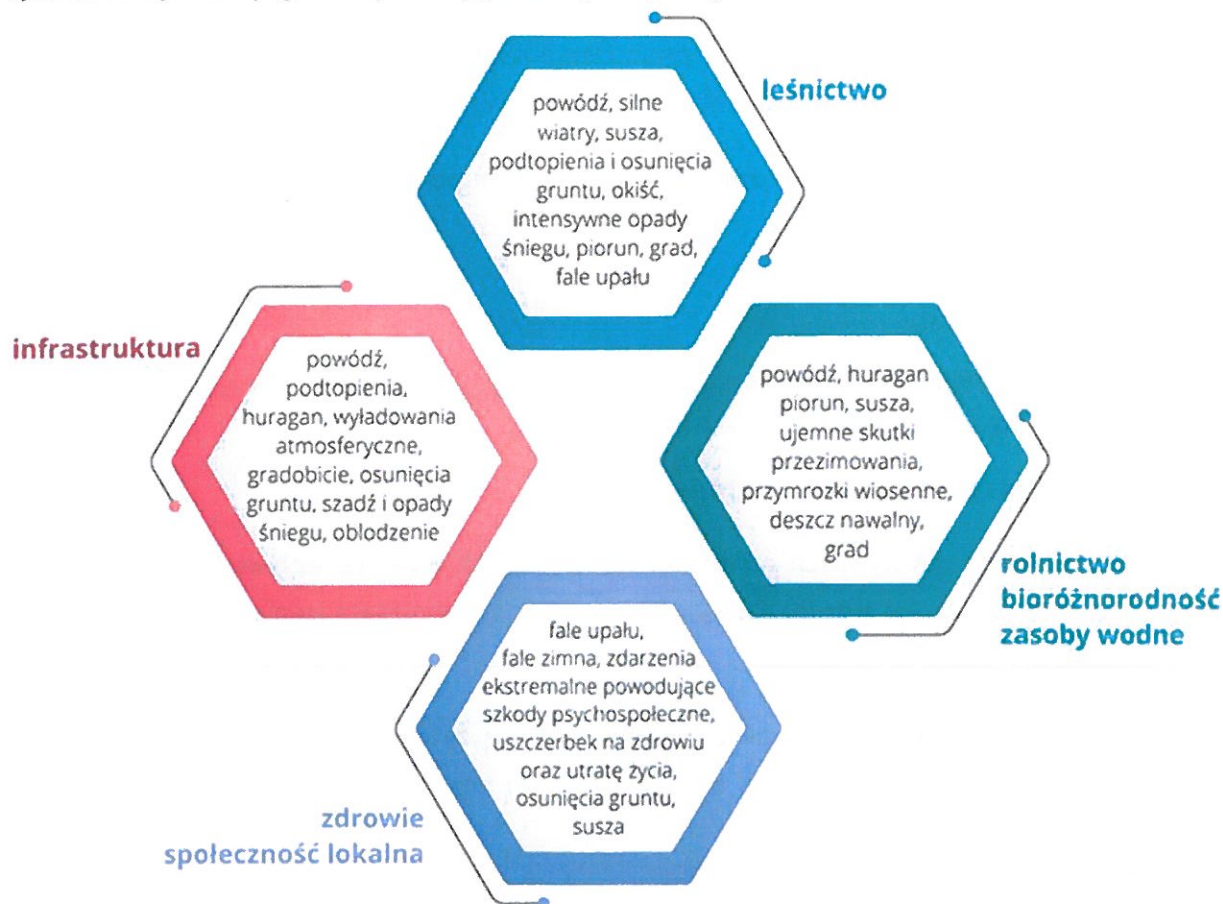 leśnictwo
powódź, silne
wiatry, susza,
podtopienia i osunięcia
gruntu, okiść,
intensywne opady
śniegu, piorun, grad,
fale upału
infrastruktura
powódź,
podtopienia,
huragan, wyładowania
atmosferyczne,
gradobicie, osunięcia
gruntu, szadź i opady
śniegu, oblodzenie
powódź, huragan
piorun, susza,
ujemne skutki
przezimowania,
przymrozki wiosenne,
deszcz nawalny,
grad
rolnictwo
bioróżnorodność
zasoby wodne
fale upału,
fale zimna, zdarzenia
ekstremalne powodujące
szkody psychospołeczne,
uszczerbek na zdrowiu
oraz utratę życia,
osunięcia gruntu,
susza
zdrowie
społeczność lokalna